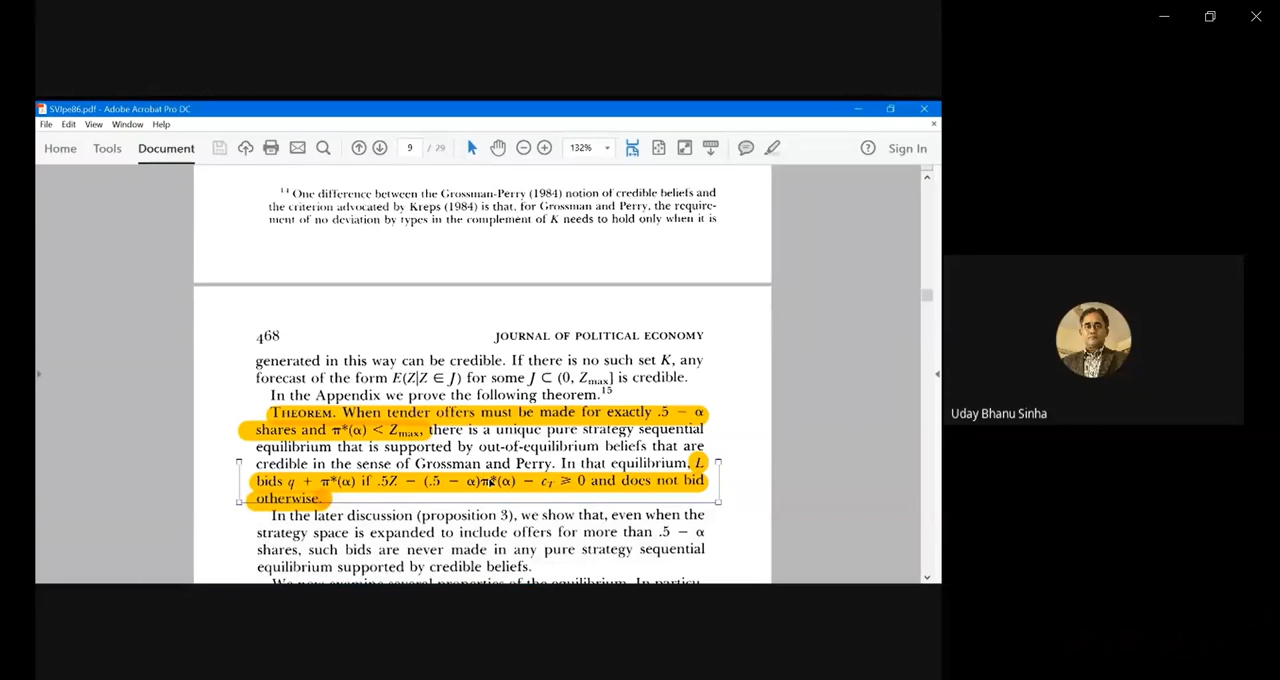 SVJpe86.pdf - Adobe Acrobat Pro DC
File Edit View Window Help
Home Tools Document 9 / 29 132% Sign In
14 One difference between the Grossman-Perry (1984) notion of credible beliefs and
the criterion advocated by Kreps (1984) is that, for Grossman and Perry, the require-
ment of no deviation by types in the complement of K needs to hold only when it is
468 JOURNAL OF POLITICAL ECONOMY
generated in this way can be credible. If there is no such set K, any
forecast of the form E(Z|Z ∈ J) for some J ⊂ (0, Zmax] is credible.
In the Appendix we prove the following theorem.15
THEOREM. When tender offers must be made for exactly .5 − α
shares and π*(α) < Zmax, there is a unique pure strategy sequential
equilibrium that is supported by out-of-equilibrium beliefs that are
credible in the sense of Grossman and Perry. In that equilibrium, L
bids q + π*(α) if .5Z − (.5 − α)π*(α) − cT ⩾ 0 and does not bid
otherwise.
In the later discussion (proposition 3), we show that, even when the
strategy space is expanded to include offers for more than .5 − α
shares, such bids are never made in any pure strategy sequential
equilibrium supported by credible beliefs.
We now examine several properties of the equilibrium. In particu-
Uday Bhanu Sinha